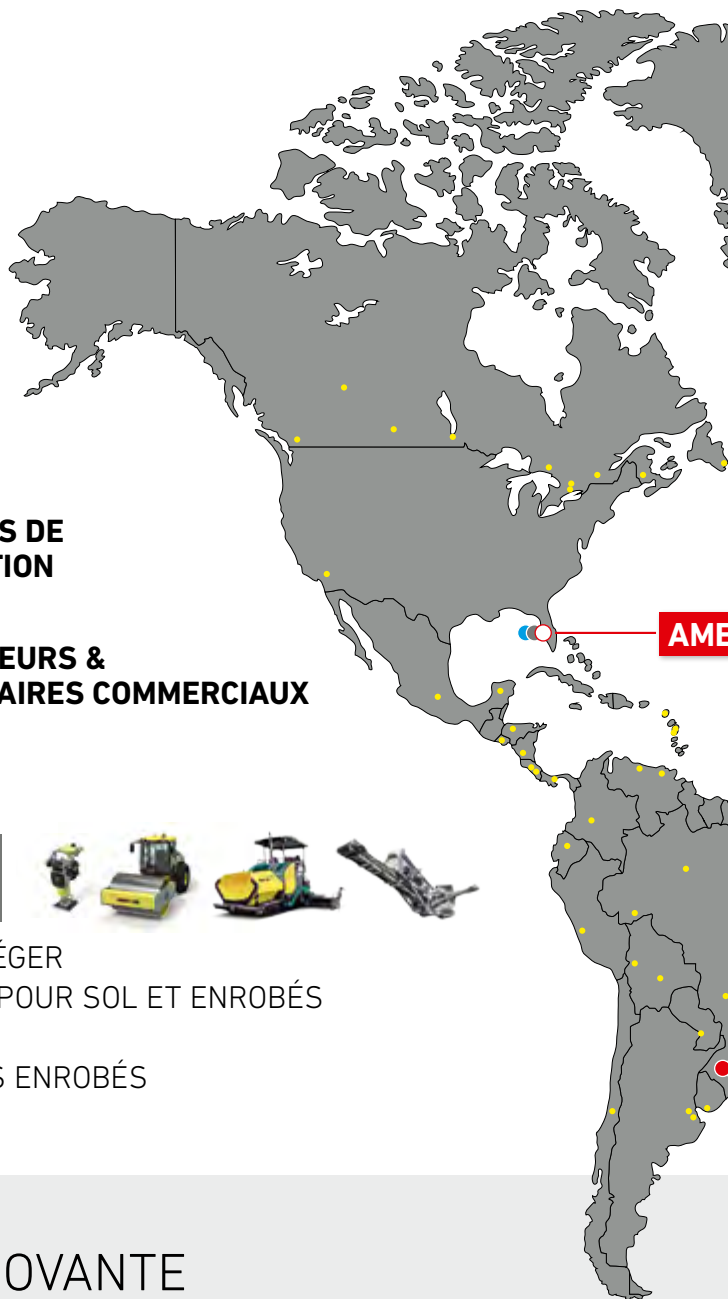 S DE
TION
EURS &
AIRES COMMERCIAUX
AME
ÉGER
POUR SOL ET ENROBÉS
S ENROBÉS
OVANTE